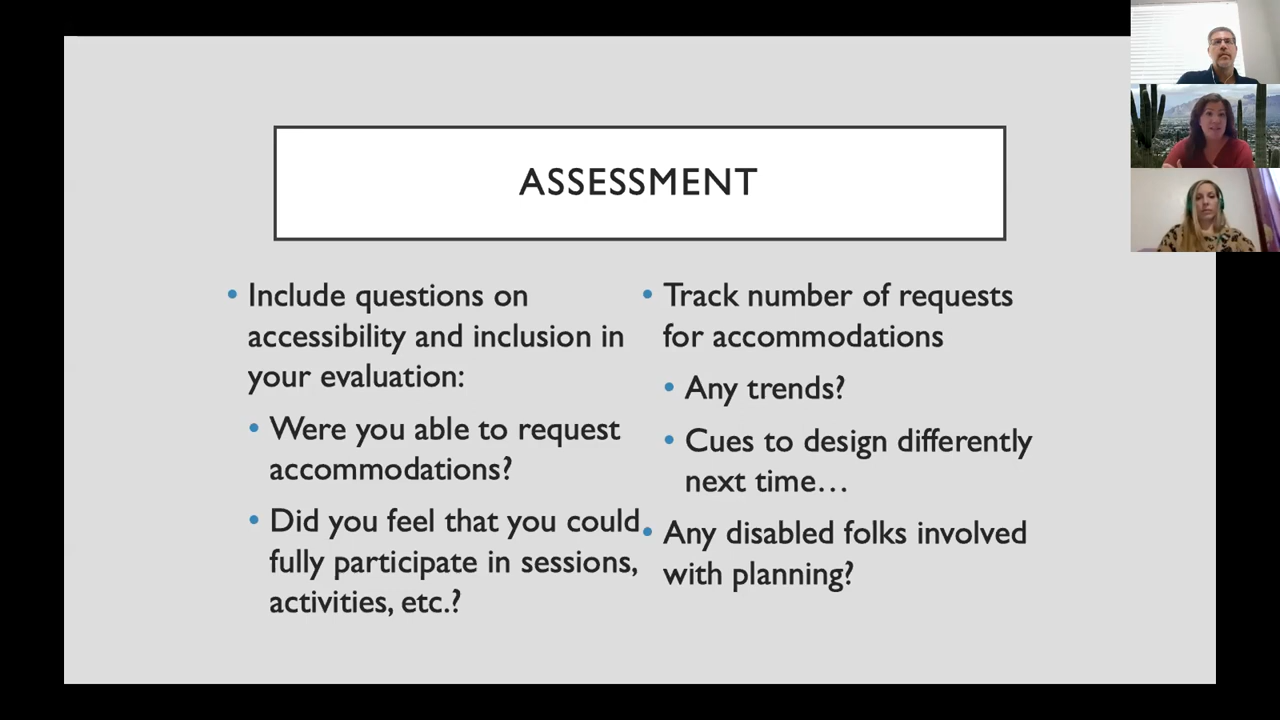 ASSESSMENT
• Include questions on
accessibility and inclusion in
your evaluation:
• Were you able to request
accommodations?
• Did you feel that you could
fully participate in sessions,
activities, etc.?
• Track number of requests
for accommodations
• Any trends?
• Cues to design differently
next time…
• Any disabled folks involved
with planning?